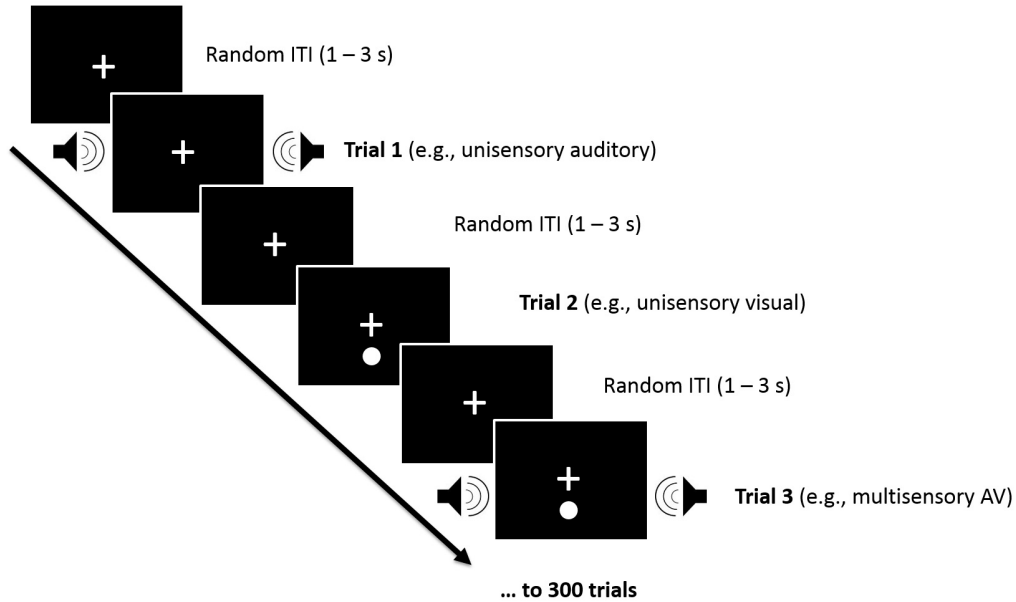 Random ITI (1 – 3 s)
Trial 1 (e.g., unisensory auditory)
Random ITI (1 – 3 s)
Trial 2 (e.g., unisensory visual)
Random ITI (1 – 3 s)
Trial 3 (e.g., multisensory AV)
... to 300 trials